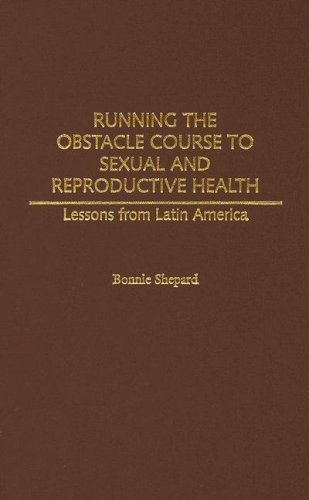 RUNNING THE
OBSTACLE COURSE TO
SEXUAL AND
REPRODUCTIVE HEALTH
Lessons from Latin America
Bonnie Shepard